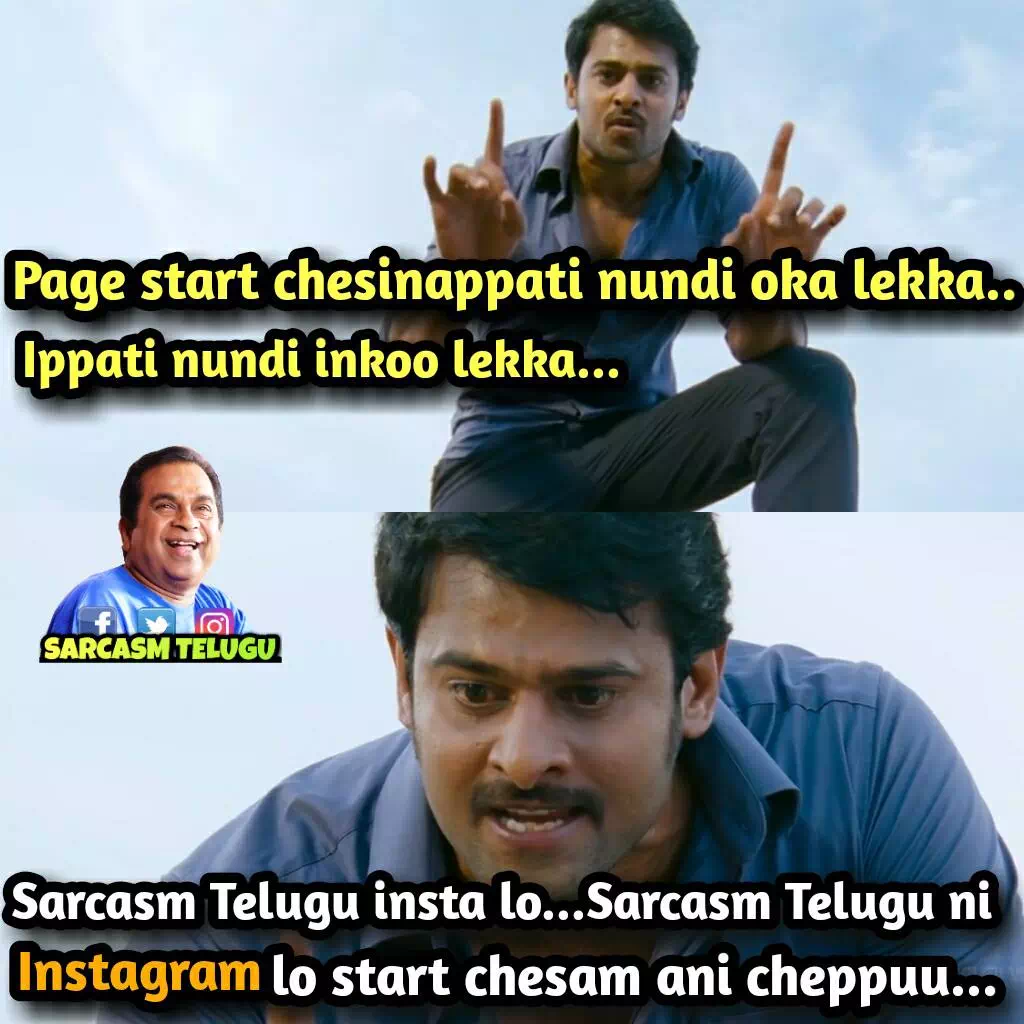 Page start chesinappati nundi oka lekka..
Ippati nundi inkoo lekka...
SARCASM TELUGU
Sarcasm Telugu insta lo...Sarcasm Telugu ni
Instagram lo start chesam ani cheppuu...